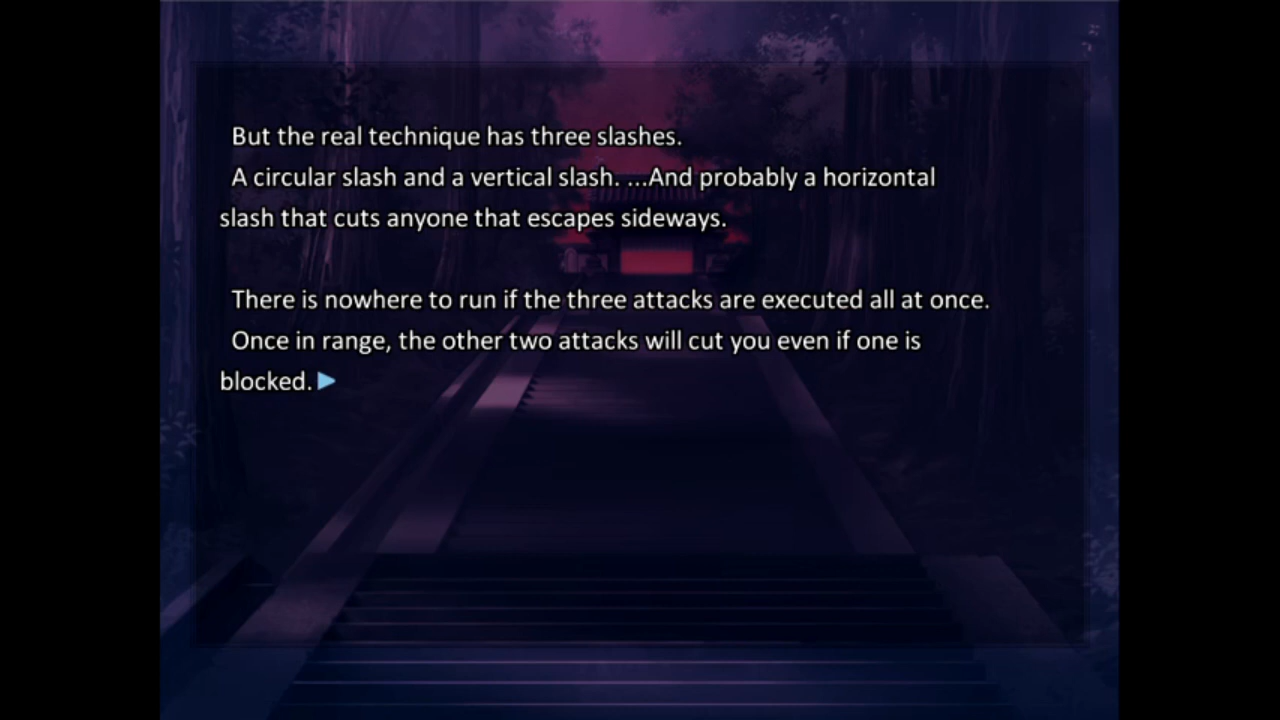 But the real technique has three slashes.
A circular slash and a vertical slash. ...And probably a horizontal
slash that cuts anyone that escapes sideways.
There is nowhere to run if the three attacks are executed all at once.
Once in range, the other two attacks will cut you even if one is
blocked.